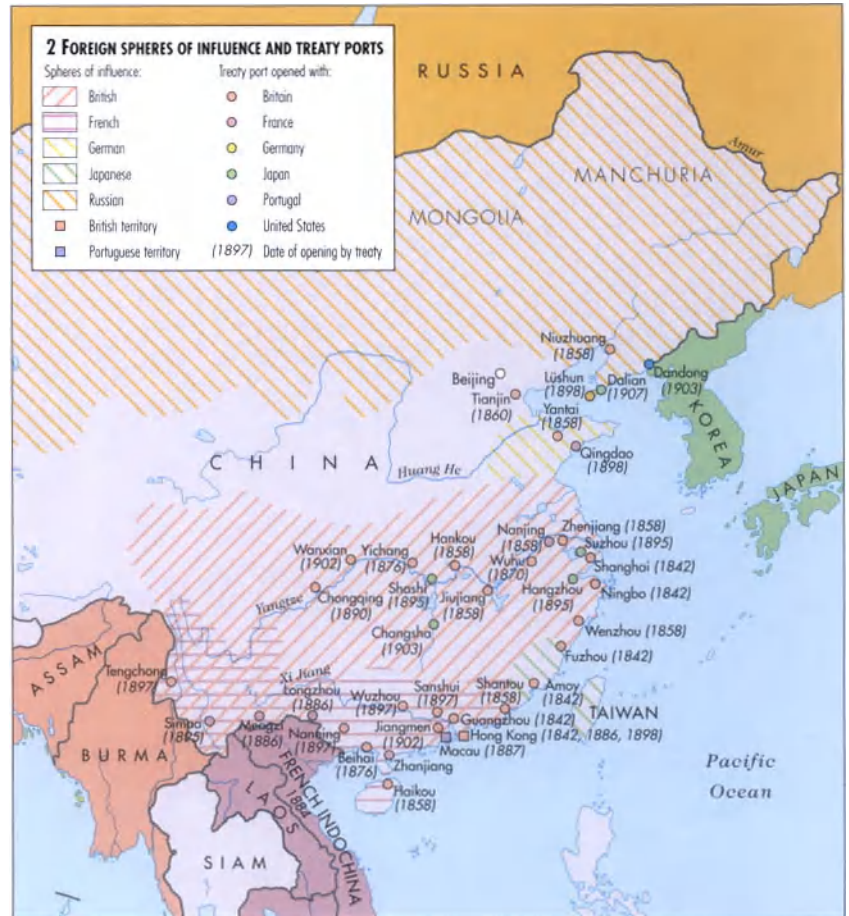 2 FOREIGN SPHERES OF INFLUENCE AND TREATY PORTS
Spheres of influence:
British
French
German
Japanese
Russian
British territory
Portuguese territory
Treaty port opened with:
Britain
France
Germany
Japan
Portugal
United States
(1897) Date of opening by treaty
RUSSIA
Amur
MANCHURIA
MONGOLIA
Niuzhuang
(1858)
Beijing
Tianjin
(1860)
Lüshun
(1898)
Dalian
(1907)
Dandong
(1903)
Yantai
(1858)
Qingdao
(1898)
KOREA
JAPAN
CHINA
Huang He
Wanxian
(1902)
Yichang
(1876)
Hankou
(1858)
Nanjing
(1858)
Zhenjiang (1858)
Suzhou (1895)
Wuhu
(1870)
Shanghai (1842)
Yangtze
Chongqing
(1890)
Shashi
(1895)
Jiujiang
(1858)
Hangzhou
(1895)
Ningbo (1842)
Changsha
(1903)
Wenzhou (1858)
Fuzhou (1842)
ASSAM
Tengchong
(1897)
Xi Jiang
Longzhou
(1886)
Wuzhou
(1897)
Sanshui
(1897)
Shantou
(1858)
Amoy
(1842)
TAIWAN
Simao
(1895)
Mengzi
(1886)
Nanning
(1897)
Jiangmen
(1902)
Guangzhou (1842)
Hong Kong (1842, 1886, 1898)
Macau (1887)
BURMA
Beihai
(1876)
Zhanjiang
Haikou
(1858)
FRENCH INDOCHINA
1884
LAOS
SIAM
Pacific
Ocean